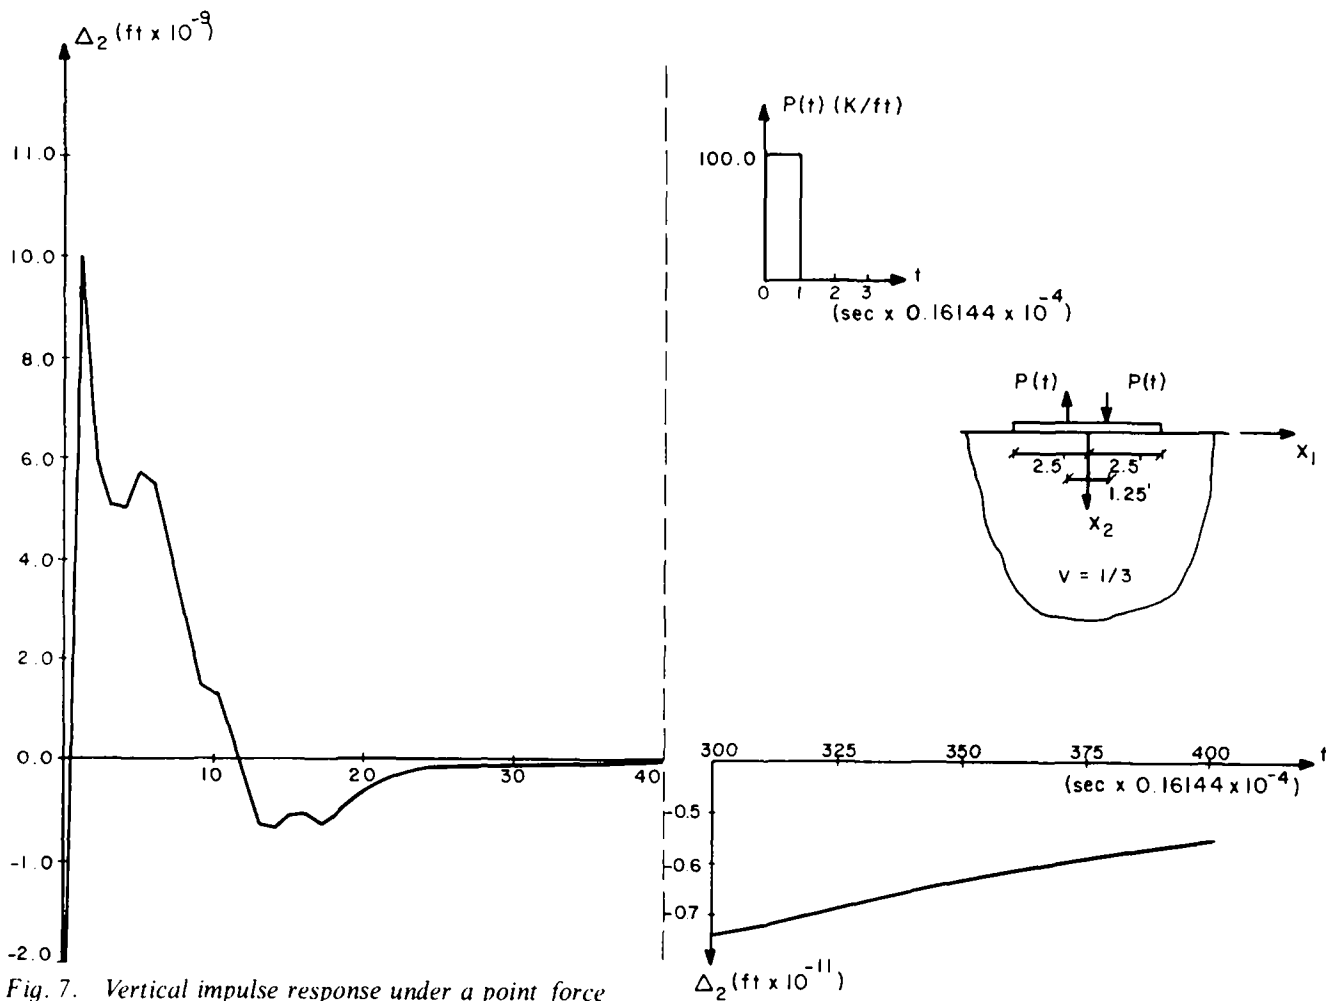 Δ₂ (ft x 10⁻⁹)
11.0
10.0
8.0
6.0
4.0
2.0
0.0
-1.0
-2.0
10
20
30
40
P(t) (K/ft)
100.0
0 1 2 3 t
(sec x 0.16144 x 10⁻⁴)
P(t) P(t)
X₁
2.5' 2.5'
1.25'
X₂
V = 1/3
300 325 350 375 400 t
(sec x 0.16144 x 10⁻⁴)
-0.5
-0.6
-0.7
Δ₂ (ft x 10⁻¹¹)
Fig. 7. Vertical impulse response under a point force